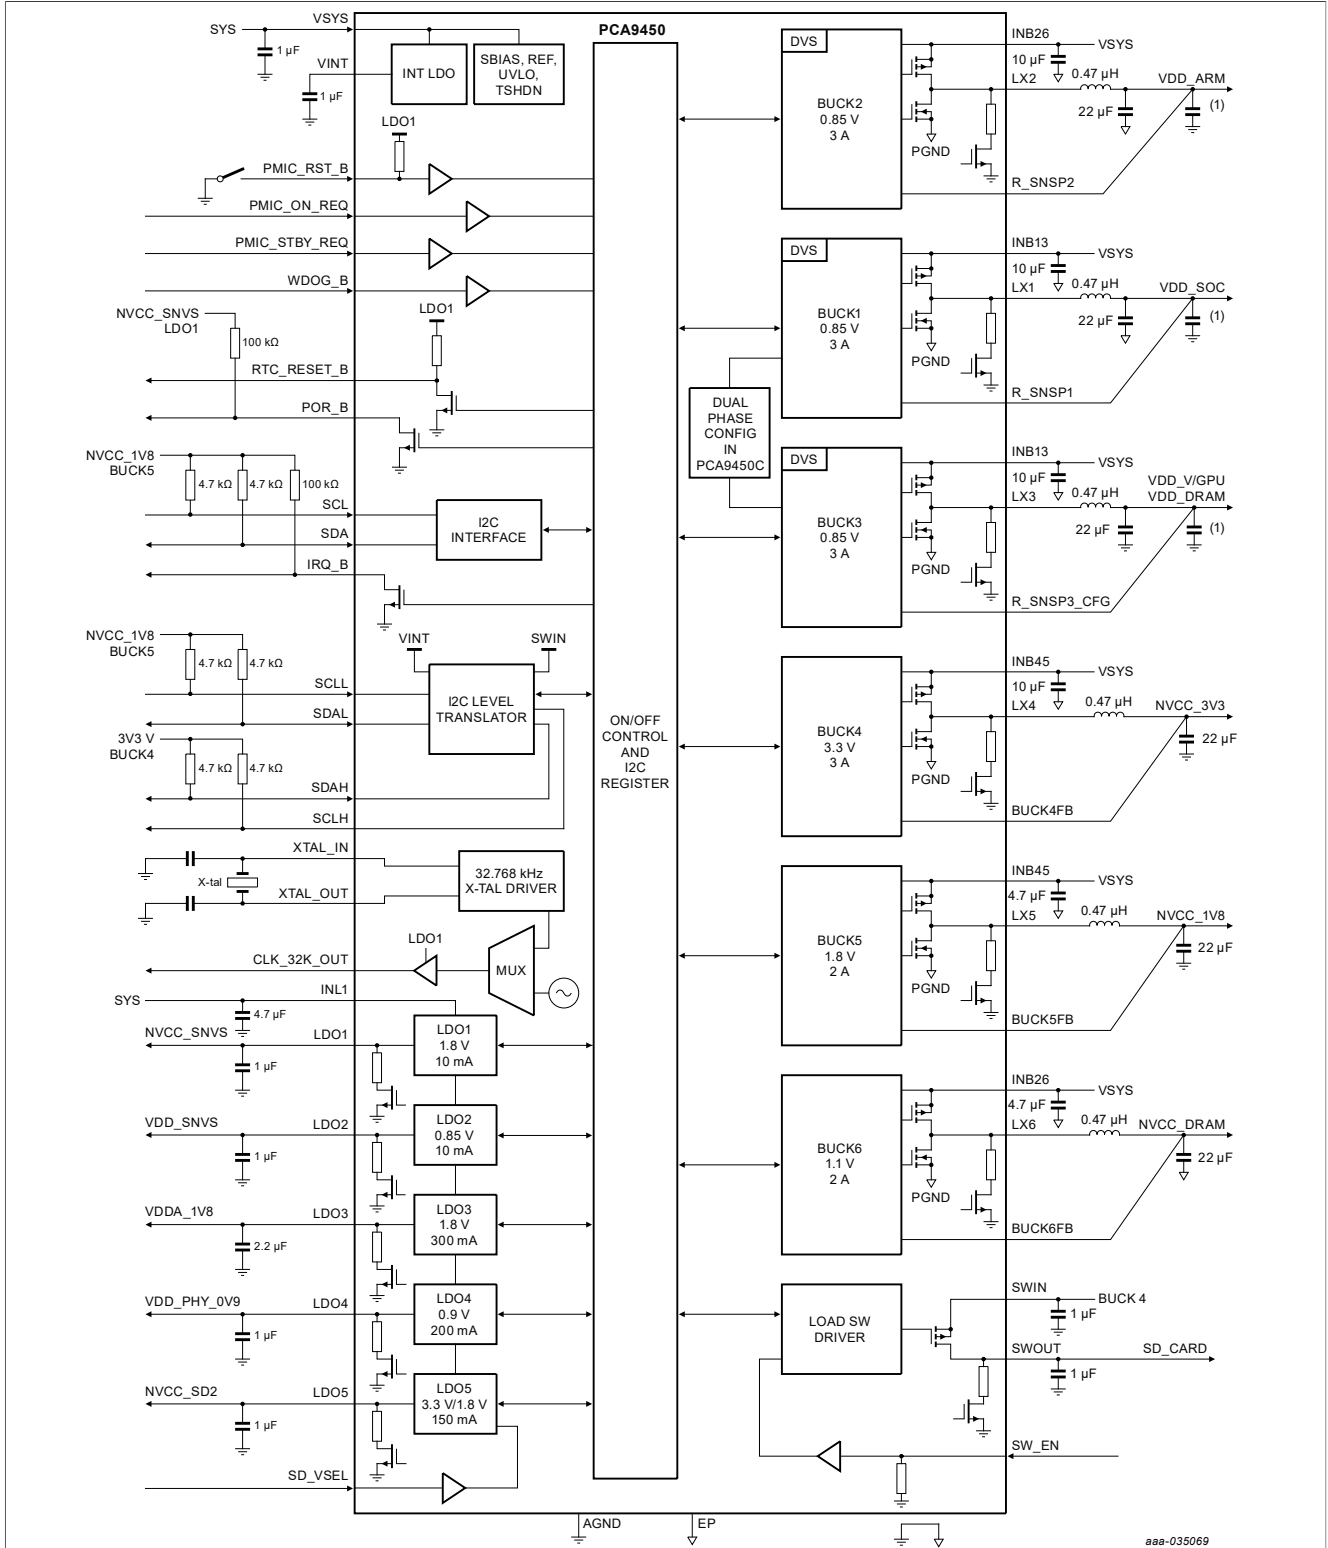 VSYS
SYS
1 µF
VINT
1 µF
INT LDO
SBIAS, REF,
UVLO,
TSHDN
PCA9450
LDO1
PMIC_RST_B
PMIC_ON_REQ
PMIC_STBY_REQ
WDOG_B
NVCC_SNVS
LDO1
100 kΩ
LDO1
RTC_RESET_B
POR_B
NVCC_1V8
BUCK5
4.7 kΩ
4.7 kΩ
100 kΩ
SCL
SDA
IRQ_B
I2C
INTERFACE
NVCC_1V8
BUCK5
4.7 kΩ
4.7 kΩ
VINT
SWIN
SCLL
SDAL
I2C LEVEL
TRANSLATOR
3V3 V
BUCK4
4.7 kΩ
4.7 kΩ
SDAH
SCLH
XTAL_IN
X-tal
XTAL_OUT
32.768 kHz
X-TAL DRIVER
LDO1
CLK_32K_OUT
MUX
INL1
SYS
4.7 µF
NVCC_SNVS
LDO1
1 µF
LDO1
1.8 V
10 mA
VDD_SNVS
LDO2
1 µF
LDO2
0.85 V
10 mA
VDDA_1V8
LDO3
2.2 µF
LDO3
1.8 V
300 mA
VDD_PHY_0V9
LDO4
1 µF
LDO4
0.9 V
200 mA
NVCC_SD2
LDO5
1 µF
LDO5
3.3 V/1.8 V
150 mA
SD_VSEL
ON/OFF
CONTROL
AND
I2C
REGISTER
DVS
BUCK2
0.85 V
3 A
PGND
INB26
VSYS
10 µF
LX2
0.47 µH
VDD_ARM
22 µF
(1)
R_SNSP2
DVS
BUCK1
0.85 V
3 A
PGND
INB13
VSYS
10 µF
LX1
0.47 µH
VDD_SOC
22 µF
(1)
R_SNSP1
DUAL
PHASE
CONFIG
IN
PCA9450C
DVS
BUCK3
0.85 V
3 A
PGND
INB13
VSYS
10 µF
LX3
0.47 µH
VDD_V/GPU
VDD_DRAM
22 µF
(1)
R_SNSP3_CFG
BUCK4
3.3 V
3 A
PGND
INB45
VSYS
10 µF
LX4
0.47 µH
NVCC_3V3
22 µF
BUCK4FB
BUCK5
1.8 V
2 A
PGND
INB45
VSYS
4.7 µF
LX5
0.47 µH
NVCC_1V8
22 µF
BUCK5FB
BUCK6
1.1 V
2 A
PGND
INB26
VSYS
4.7 µF
LX6
0.47 µH
NVCC_DRAM
22 µF
BUCK6FB
LOAD SW
DRIVER
SWIN
BUCK 4
1 µF
SWOUT
SD_CARD
1 µF
SW_EN
AGND
EP
aaa-035069